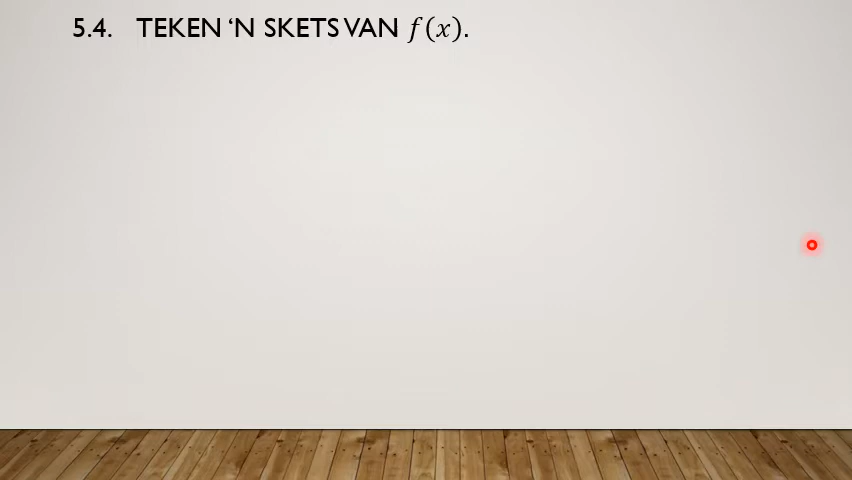 5.4. TEKEN ‘N SKETS VAN 𝑓(𝑥).